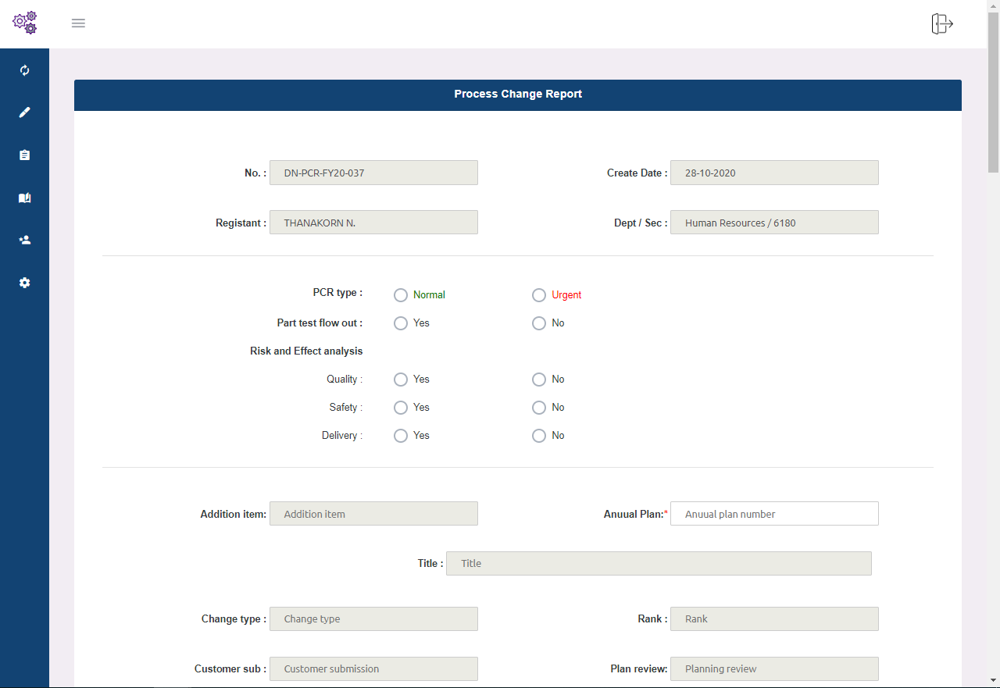 Process Change Report
No. : DN-PCR-FY20-037 Create Date : 28-10-2020
Registant : THANAKORN N. Dept / Sec : Human Resources / 6180
PCR type : Normal Urgent
Part test flow out : Yes No
Risk and Effect analysis
Quality : Yes No
Safety : Yes No
Delivery : Yes No
Addition item: Addition item Anuual Plan:* Anuual plan number
Title : Title
Change type : Change type Rank : Rank
Customer sub : Customer submission Plan review: Planning review